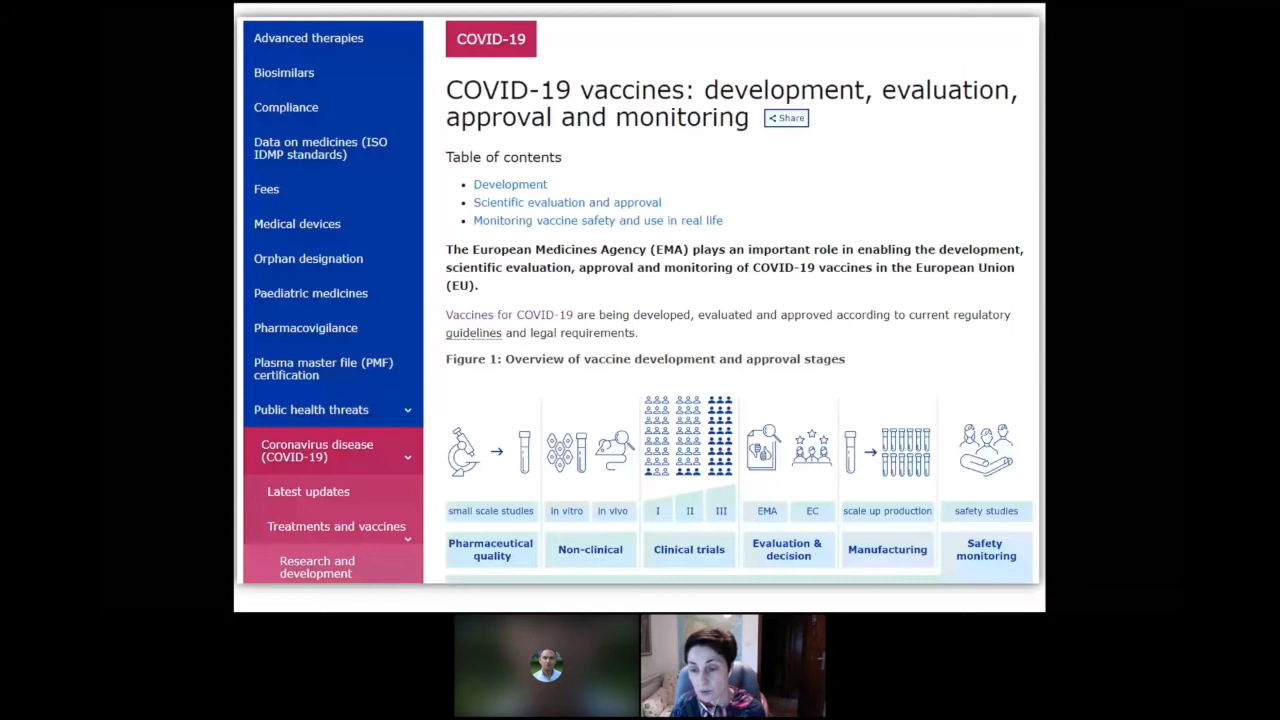 Advanced therapies
Biosimilars
Compliance
Data on medicines (ISO
IDMP standards)
Fees
Medical devices
Orphan designation
Paediatric medicines
Pharmacovigilance
Plasma master file (PMF)
certification
Public health threats
Coronavirus disease
(COVID-19)
Latest updates
Treatments and vaccines
Research and
development
COVID-19
COVID-19 vaccines: development, evaluation,
approval and monitoring Share
Table of contents
• Development
• Scientific evaluation and approval
• Monitoring vaccine safety and use in real life
The European Medicines Agency (EMA) plays an important role in enabling the development,
scientific evaluation, approval and monitoring of COVID-19 vaccines in the European Union
(EU).
Vaccines for COVID-19 are being developed, evaluated and approved according to current regulatory
guidelines and legal requirements.
Figure 1: Overview of vaccine development and approval stages
small scale studies in vitro in vivo I II III EMA EC scale up production safety studies
Pharmaceutical
quality
Non-clinical
Clinical trials
Evaluation &
decision
Manufacturing
Safety
monitoring